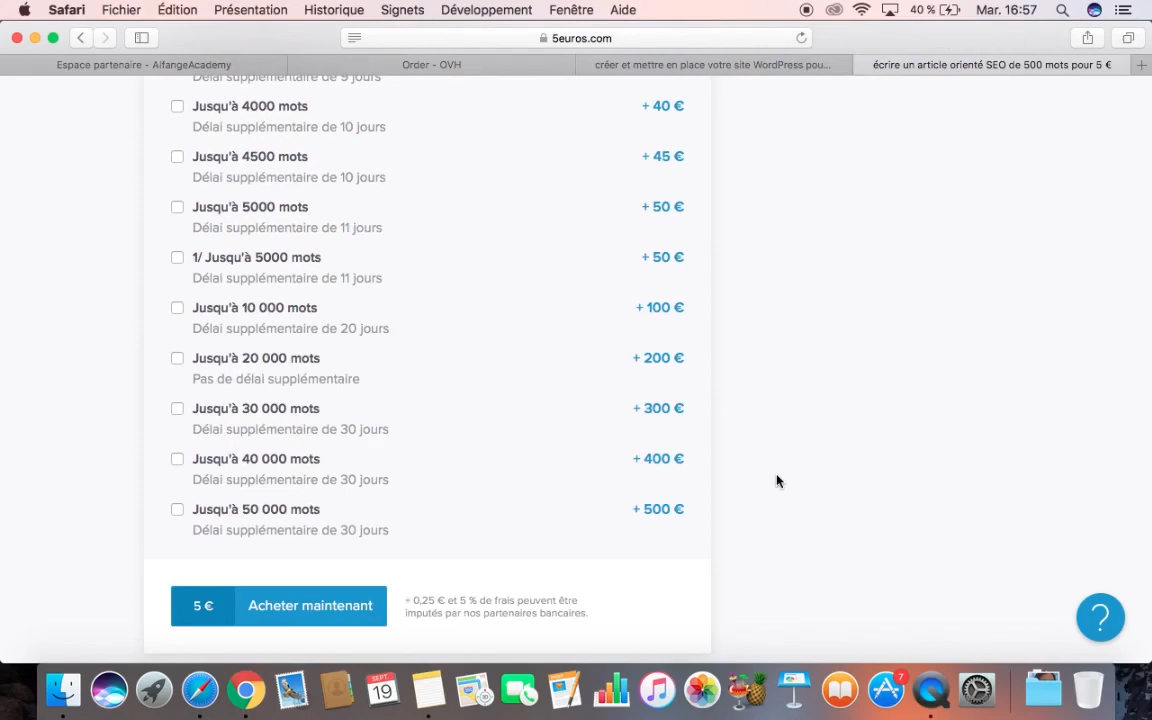 Safari Fichier Édition Présentation Historique Signets Développement Fenêtre Aide 40 % Mar. 16:57
5euros.com
Espace partenaire - AlfangeAcademy
Order - OVH
créer et mettre en place votre site WordPress pou...
écrire un article orienté SEO de 500 mots pour 5 €
Délai supplémentaire de 9 jours
Jusqu'à 4000 mots + 40 €
Délai supplémentaire de 10 jours
Jusqu'à 4500 mots + 45 €
Délai supplémentaire de 10 jours
Jusqu'à 5000 mots + 50 €
Délai supplémentaire de 11 jours
1/ Jusqu'à 5000 mots + 50 €
Délai supplémentaire de 11 jours
Jusqu'à 10 000 mots + 100 €
Délai supplémentaire de 20 jours
Jusqu'à 20 000 mots + 200 €
Pas de délai supplémentaire
Jusqu'à 30 000 mots + 300 €
Délai supplémentaire de 30 jours
Jusqu'à 40 000 mots + 400 €
Délai supplémentaire de 30 jours
Jusqu'à 50 000 mots + 500 €
Délai supplémentaire de 30 jours
5 € Acheter maintenant
+ 0,25 € et 5 % de frais peuvent être
imputés par nos partenaires bancaires.
?
SEPT.
19
7